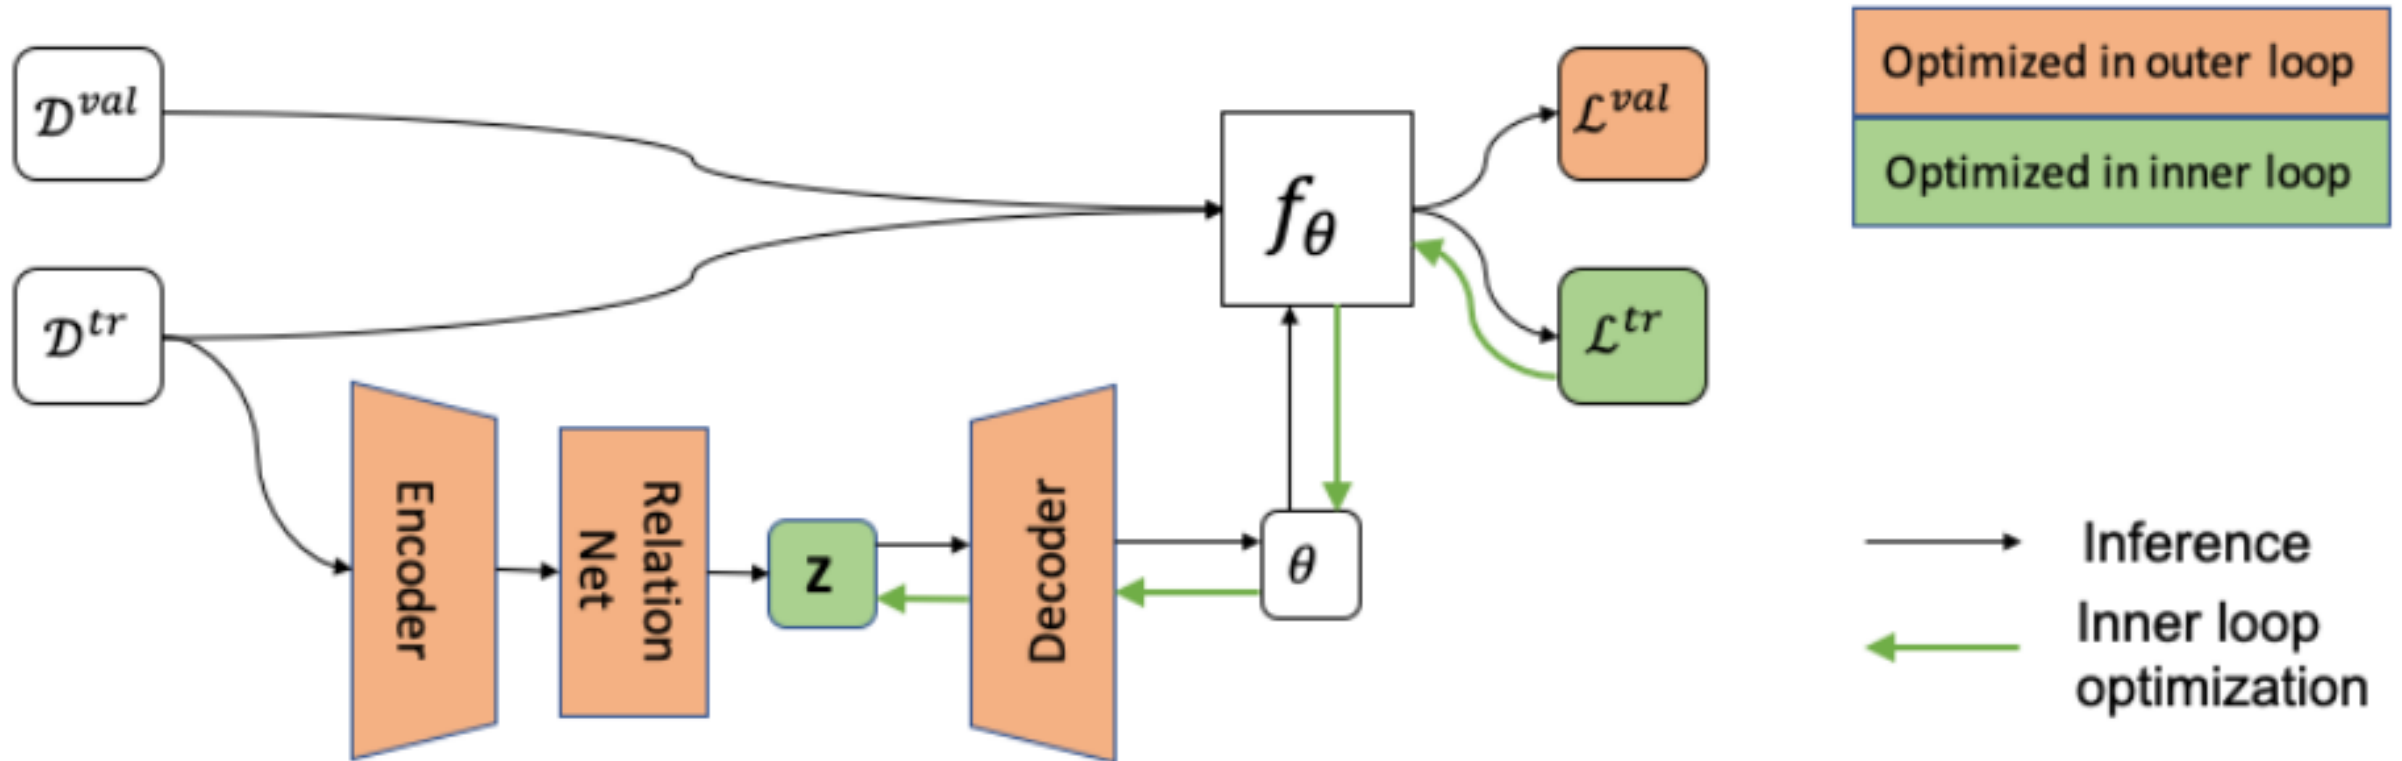 𝒟^val
𝒟^tr
Encoder
Relation
Net
z
Decoder
θ
f_θ
ℒ^val
ℒ^tr
Optimized in outer loop
Optimized in inner loop
Inference
Inner loop
optimization